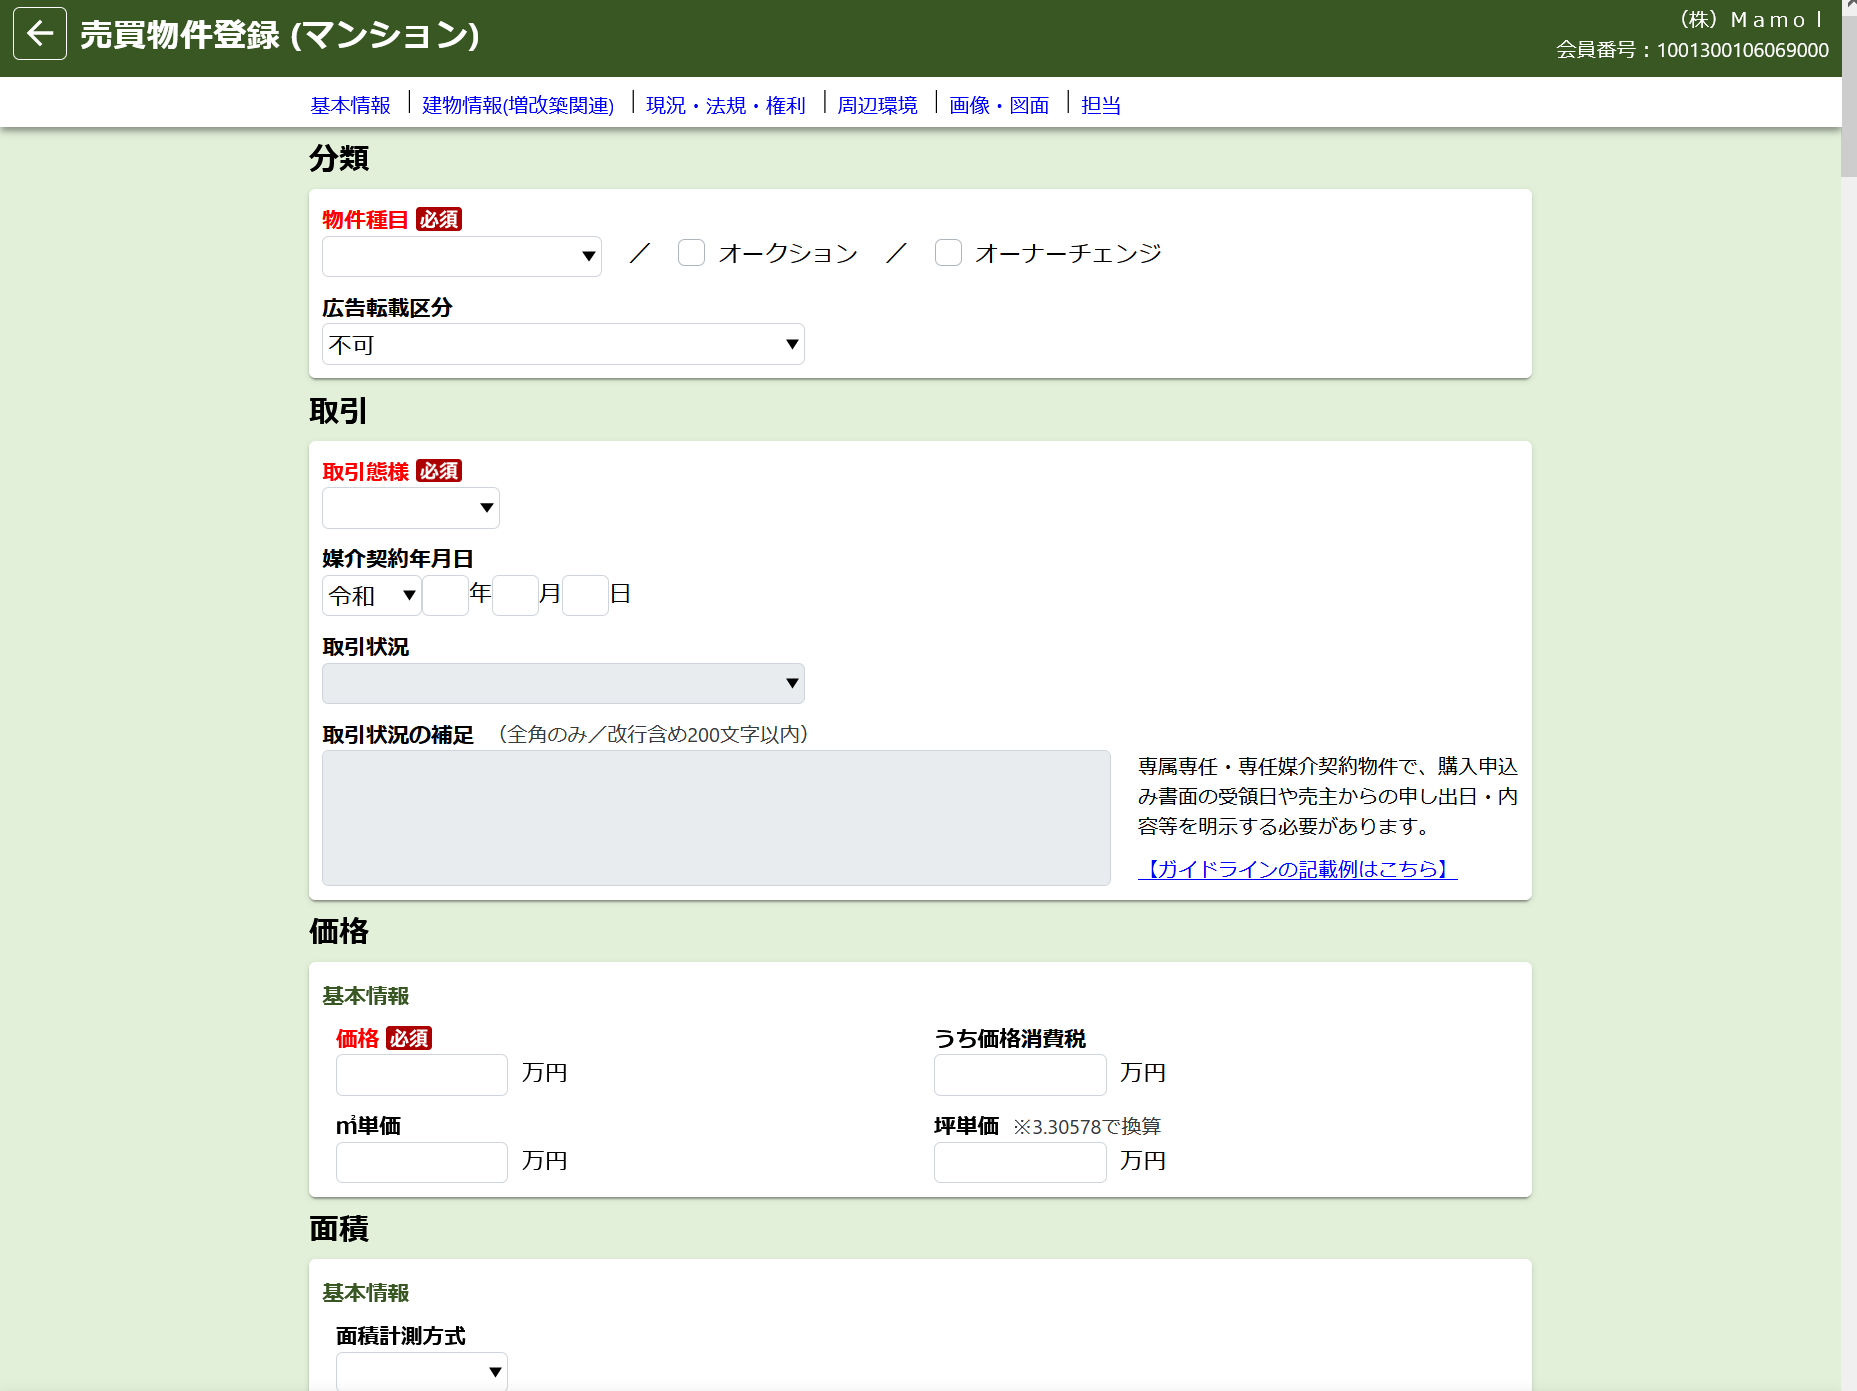 売買物件登録 (マンション)
（株）Ｍａｍｏｌ
会員番号：1001300106069000
基本情報
建物情報(増改築関連)
現況・法規・権利
周辺環境
画像・図面
担当
分類
物件種目 必須
／ オークション ／ オーナーチェンジ
広告転載区分
不可
取引
取引態様 必須
媒介契約年月日
令和 年 月 日
取引状況
取引状況の補足 （全角のみ／改行含め200文字以内）
専属専任・専任媒介契約物件で、購入申込
み書面の受領日や売主からの申し出日・内
容等を明示する必要があります。
【ガイドラインの記載例はこちら】
価格
基本情報
価格 必須
万円
うち価格消費税
万円
㎡単価
万円
坪単価 ※3.30578で換算
万円
面積
基本情報
面積計測方式